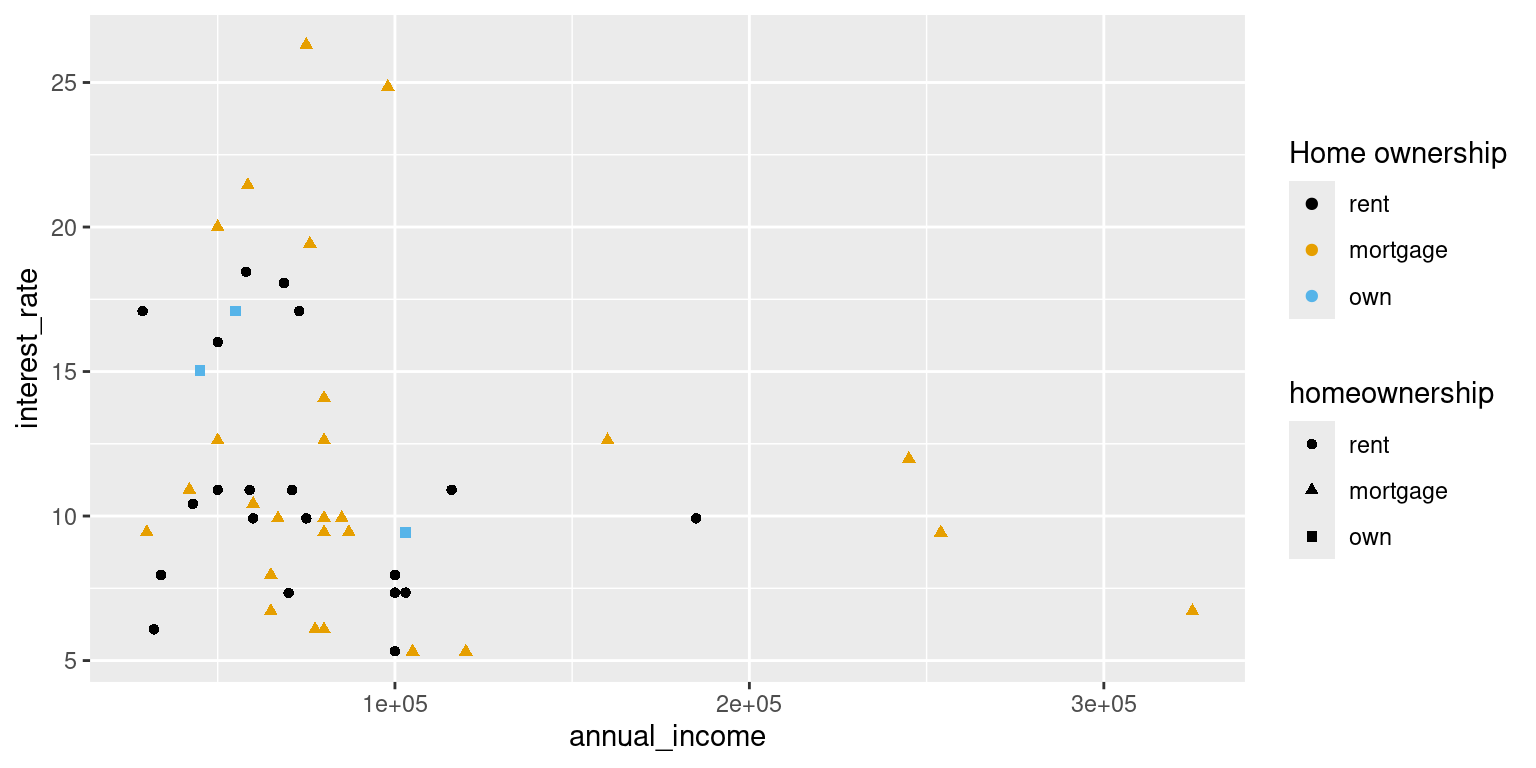 25
20
15
10
5
interest_rate
1e+05
2e+05
3e+05
annual_income
Home ownership
rent
mortgage
own
homeownership
rent
mortgage
own